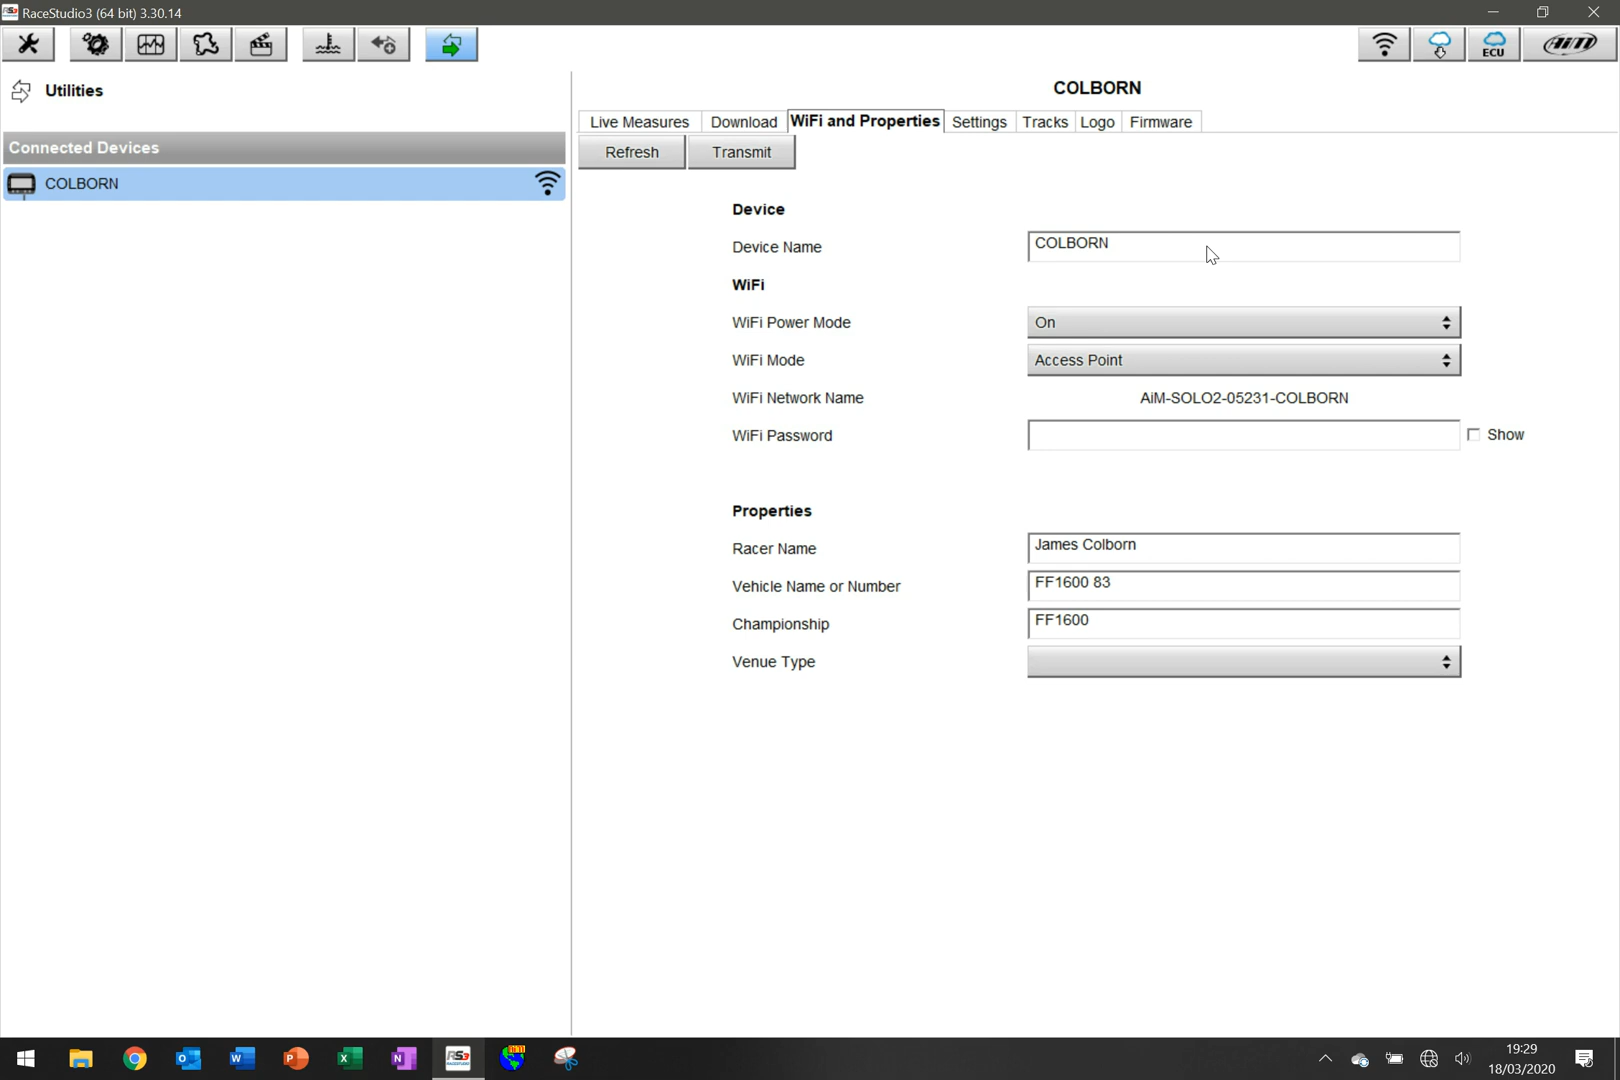 RaceStudio3 (64 bit) 3.30.14
ECU
AiM
Utilities
Connected Devices
COLBORN
COLBORN
Live Measures Download WiFi and Properties Settings Tracks Logo Firmware
Refresh Transmit
Device
Device Name COLBORN
WiFi
WiFi Power Mode On
WiFi Mode Access Point
WiFi Network Name AiM-SOLO2-05231-COLBORN
WiFi Password Show
Properties
Racer Name James Colborn
Vehicle Name or Number FF1600 83
Championship FF1600
Venue Type
RS3
19:29
18/03/2020